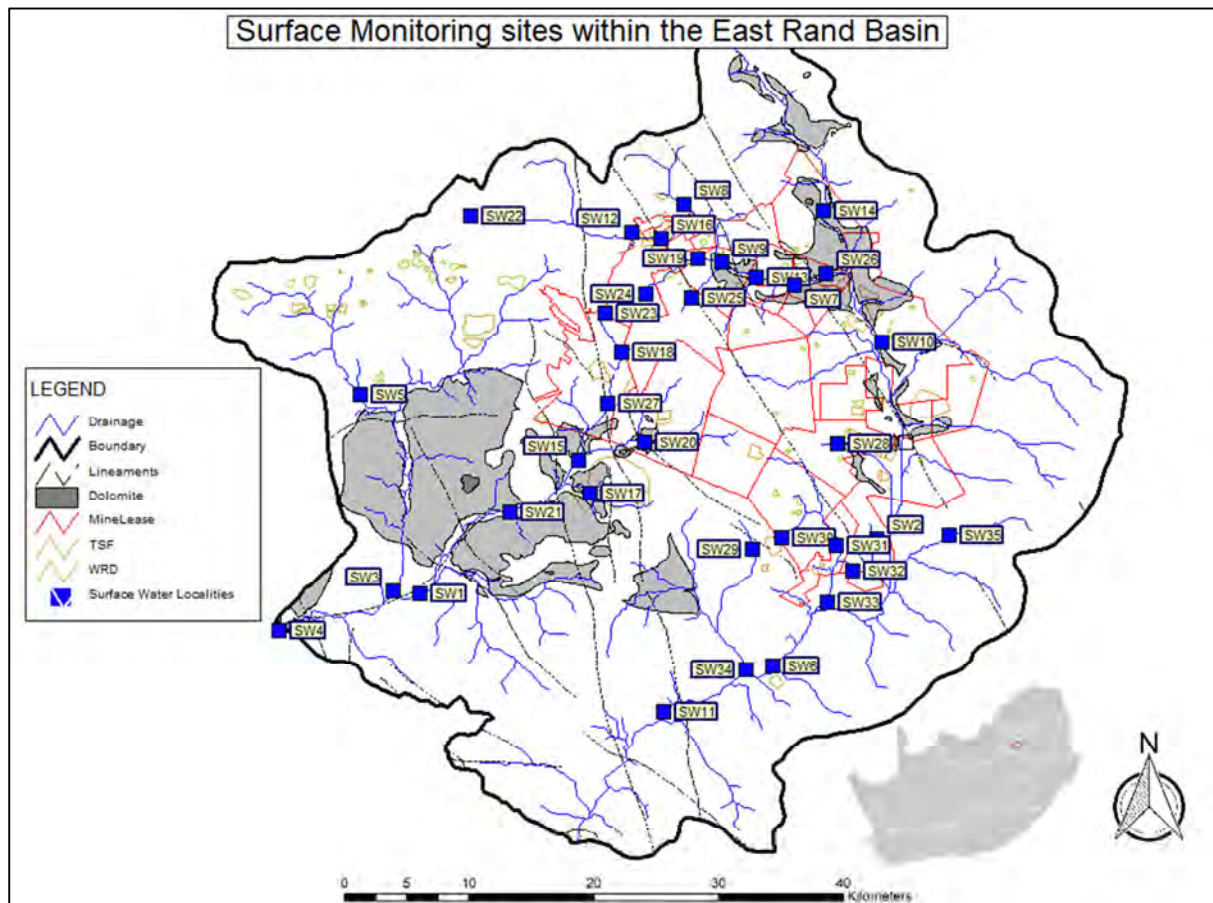 Surface Monitoring sites within the East Rand Basin
SW8
SW14
SW22
SW12
SW16
SW9
SW19
SW26
SW13
SW24
SW25
SW7
SW23
SW18
SW10
SW5
SW27
SW15
SW20
SW28
SW17
SW21
SW2
SW35
SW30
SW31
SW29
SW32
SW3
SW1
SW33
SW4
SW34
SW6
SW11
LEGEND
Drainage
Boundary
Lineaments
Dolomite
MineLease
TSF
WRD
Surface Water Localities
N
0 5 10 20 30 40
Kilometers